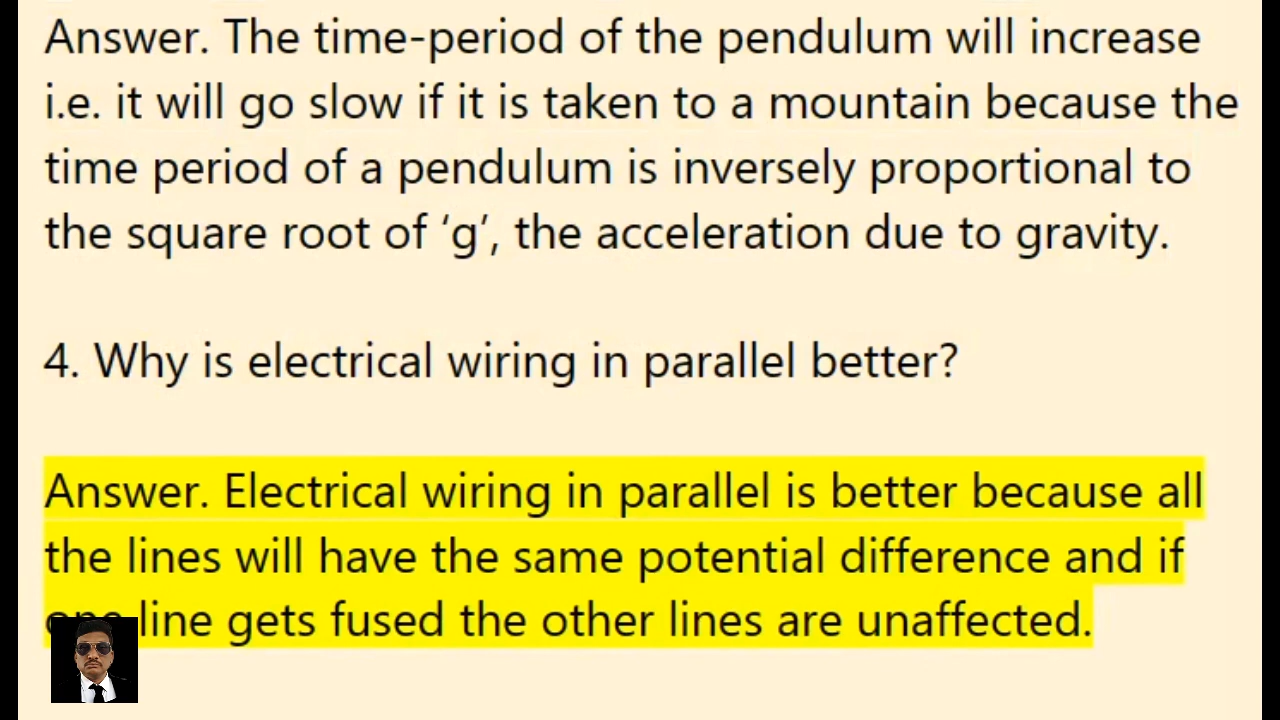 Answer. The time-period of the pendulum will increase
i.e. it will go slow if it is taken to a mountain because the
time period of a pendulum is inversely proportional to
the square root of ‘g’, the acceleration due to gravity.
4. Why is electrical wiring in parallel better?
Answer. Electrical wiring in parallel is better because all
the lines will have the same potential difference and if
one line gets fused the other lines are unaffected.